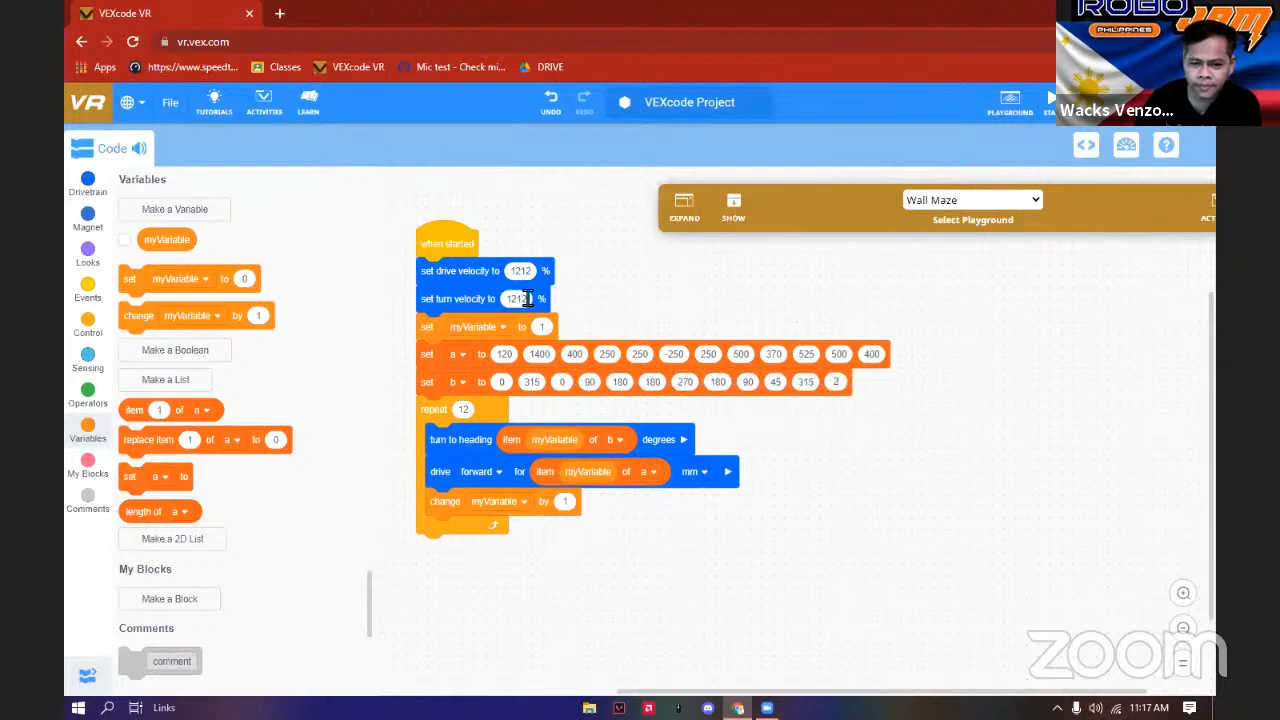 VEXcode VR
vr.vex.com
Apps https://www.speedt... Classes VEXcode VR Mic test - Check mi... DRIVE
ROBO JAM
PHILIPPINES
Wacks Venzo...
VR File TUTORIALS ACTIVITIES LEARN UNDO REDO VEXcode Project PLAYGROUND
Code
Drivetrain
Magnet
Looks
Events
Control
Sensing
Operators
Variables
My Blocks
Comments
Variables
Make a Variable
myVariable
set myVariable to 0
change myVariable by 1
Make a Boolean
Make a List
item 1 of a
replace item 1 of a to 0
set a to
length of a
Make a 2D List
My Blocks
Make a Block
Comments
comment
when started
set drive velocity to 1212 %
set turn velocity to 1212 %
set myVariable to 1
set a to 120 1400 400 250 250 -250 250 500 370 525 500 400
set b to 0 315 0 90 180 180 270 180 90 45 315 2
repeat 12
turn to heading item myVariable of b degrees
drive forward for item myVariable of a mm
change myVariable by 1
EXPAND SHOW Wall Maze
Select Playground
zoom
Links 11:17 AM